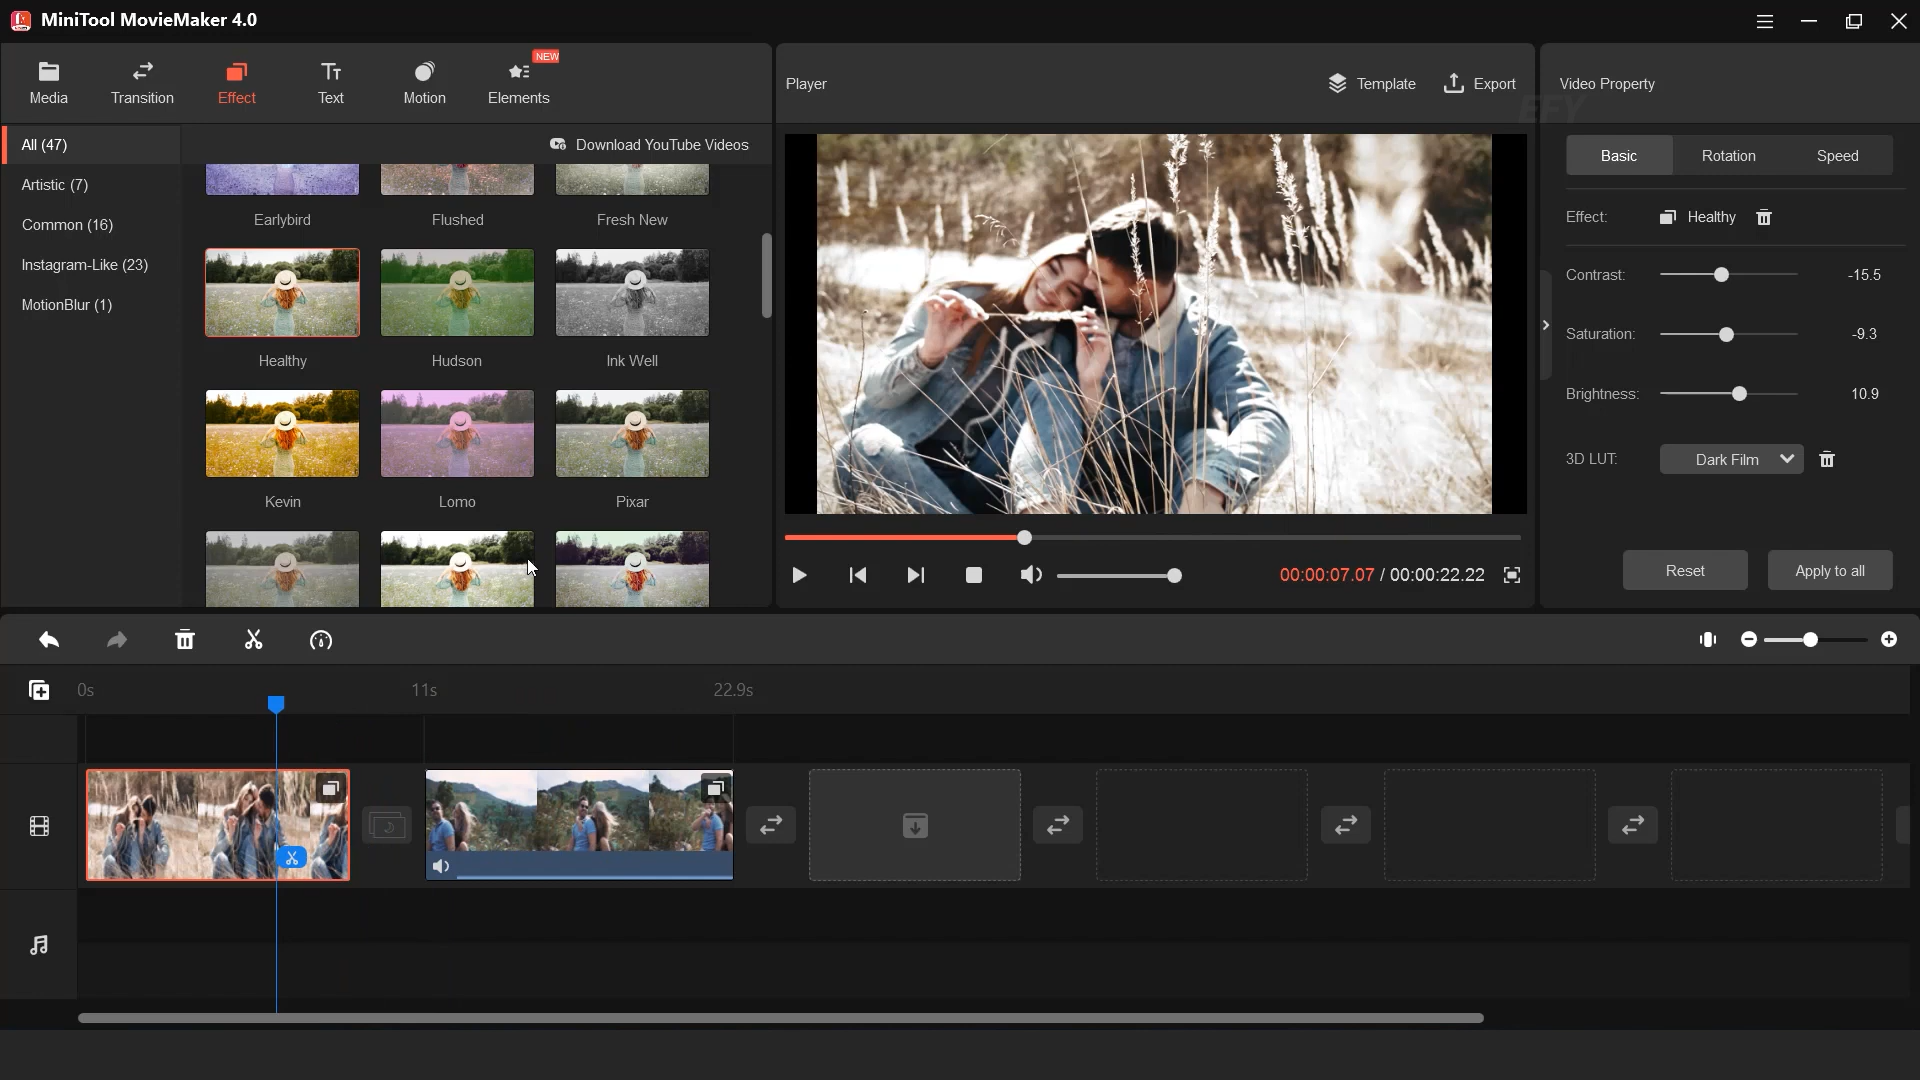 MiniTool MovieMaker 4.0
Media
Transition
Effect
Text
Motion
NEW
Elements
Player
Template
Export
Video Property
EFY
All (47)
Artistic (7)
Common (16)
Instagram-Like (23)
MotionBlur (1)
Download YouTube Videos
Earlybird
Flushed
Fresh New
Healthy
Hudson
Ink Well
Kevin
Lomo
Pixar
00:00:07.07 / 00:00:22.22
Basic
Rotation
Speed
Effect:
Healthy
Contrast:
-15.5
Saturation:
-9.3
Brightness:
10.9
3D LUT:
Dark Film
Reset
Apply to all
0s
11s
22.9s